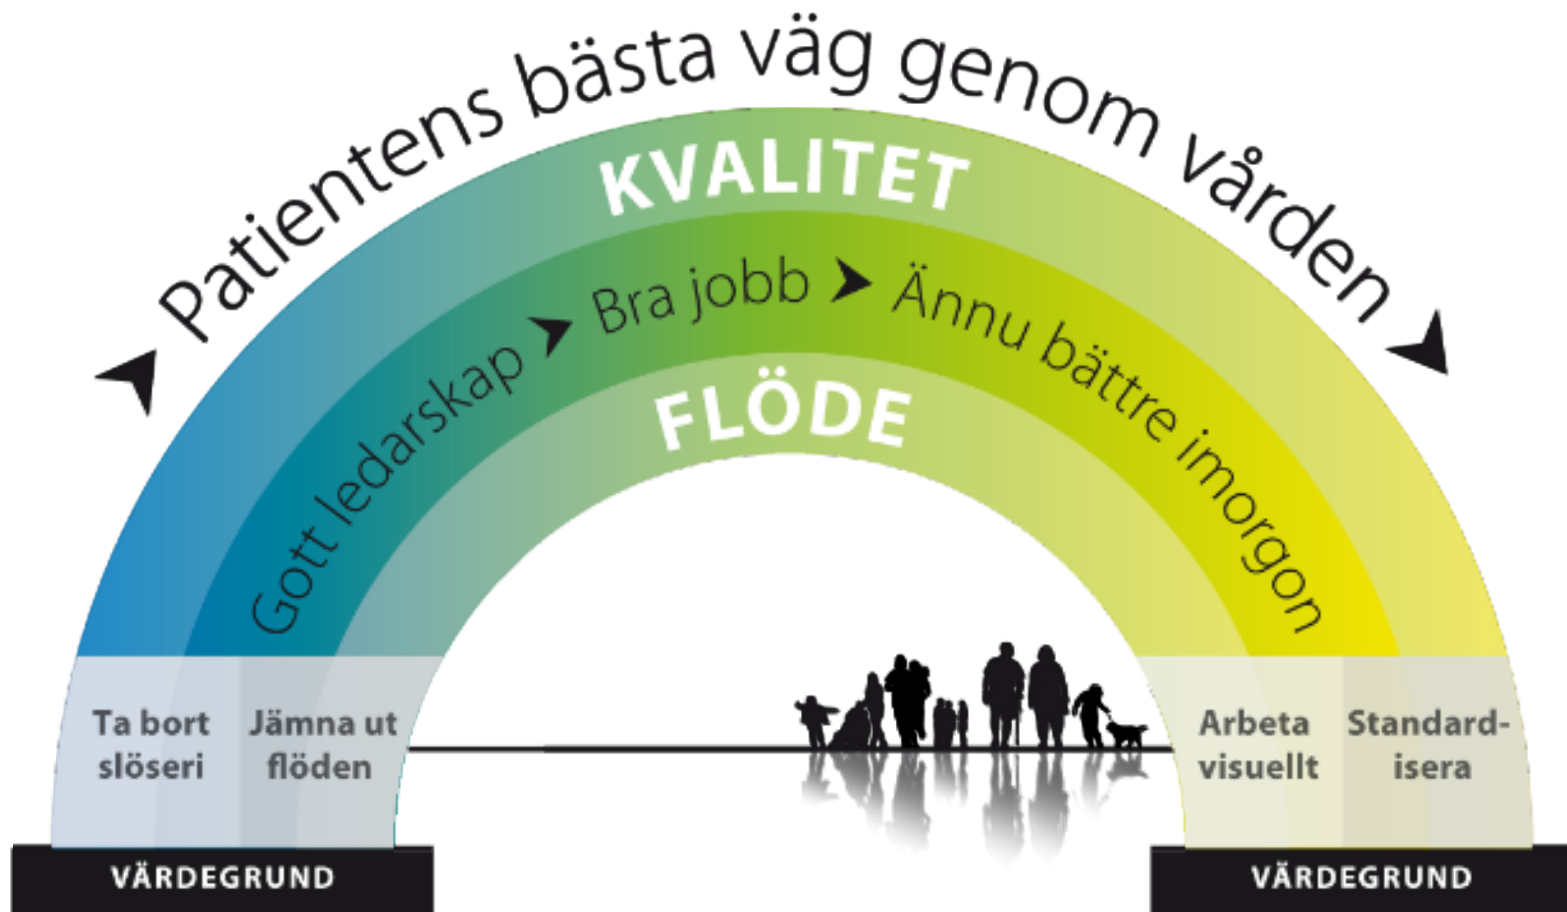 Patientens bästa väg genom vården
KVALITET
Gott ledarskap ➤ Bra jobb ➤ Ännu bättre imorgon
FLÖDE
Ta bort
slöseri
Jämna ut
flöden
Arbeta
visuellt
Standard-
isera
VÄRDEGRUND
VÄRDEGRUND